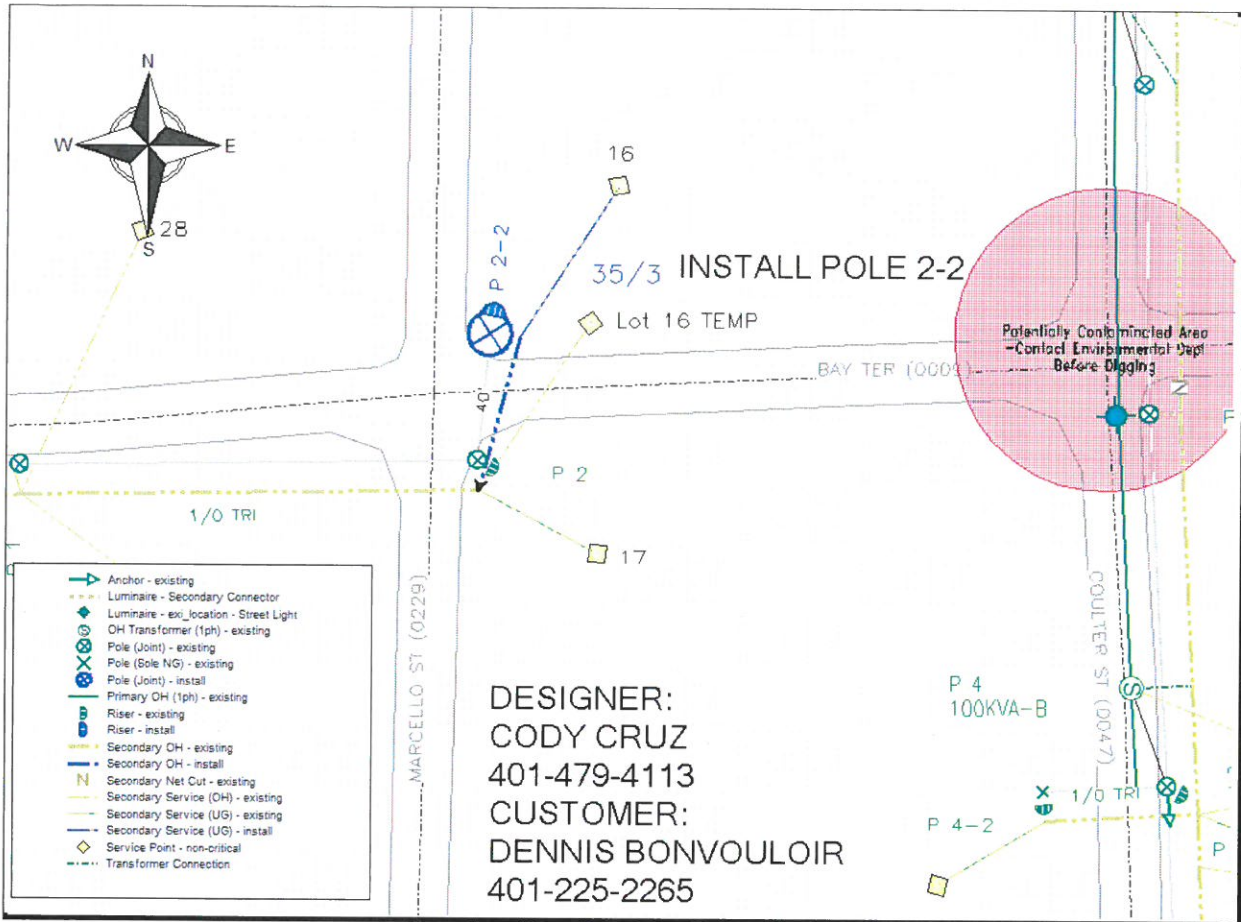 N
W
E
S
28
16
P 2-2
35/3
INSTALL POLE 2-2
Lot 16 TEMP
Potentially Contaminated Area
-Contact Environmental Dept
Before Digging
BAY TER (0009)
N
40
P 2
1/0 TRI
17
MARCELLO ST (0229)
COULTER ST (0047)
Anchor - existing
Luminaire - Secondary Connector
Luminaire - exi_location - Street Light
OH Transformer (1ph) - existing
Pole (Joint) - existing
Pole (Sole NG) - existing
Pole (Joint) - install
Primary OH (1ph) - existing
Riser - existing
Riser - install
Secondary OH - existing
Secondary OH - install
N Secondary Net Cut - existing
Secondary Service (OH) - existing
Secondary Service (UG) - existing
Secondary Service (UG) - install
Service Point - non-critical
Transformer Connection
DESIGNER:
CODY CRUZ
401-479-4113
CUSTOMER:
DENNIS BONVOULOIR
401-225-2265
P 4
100KVA-B
S
1/0 TRI
P 4-2
P